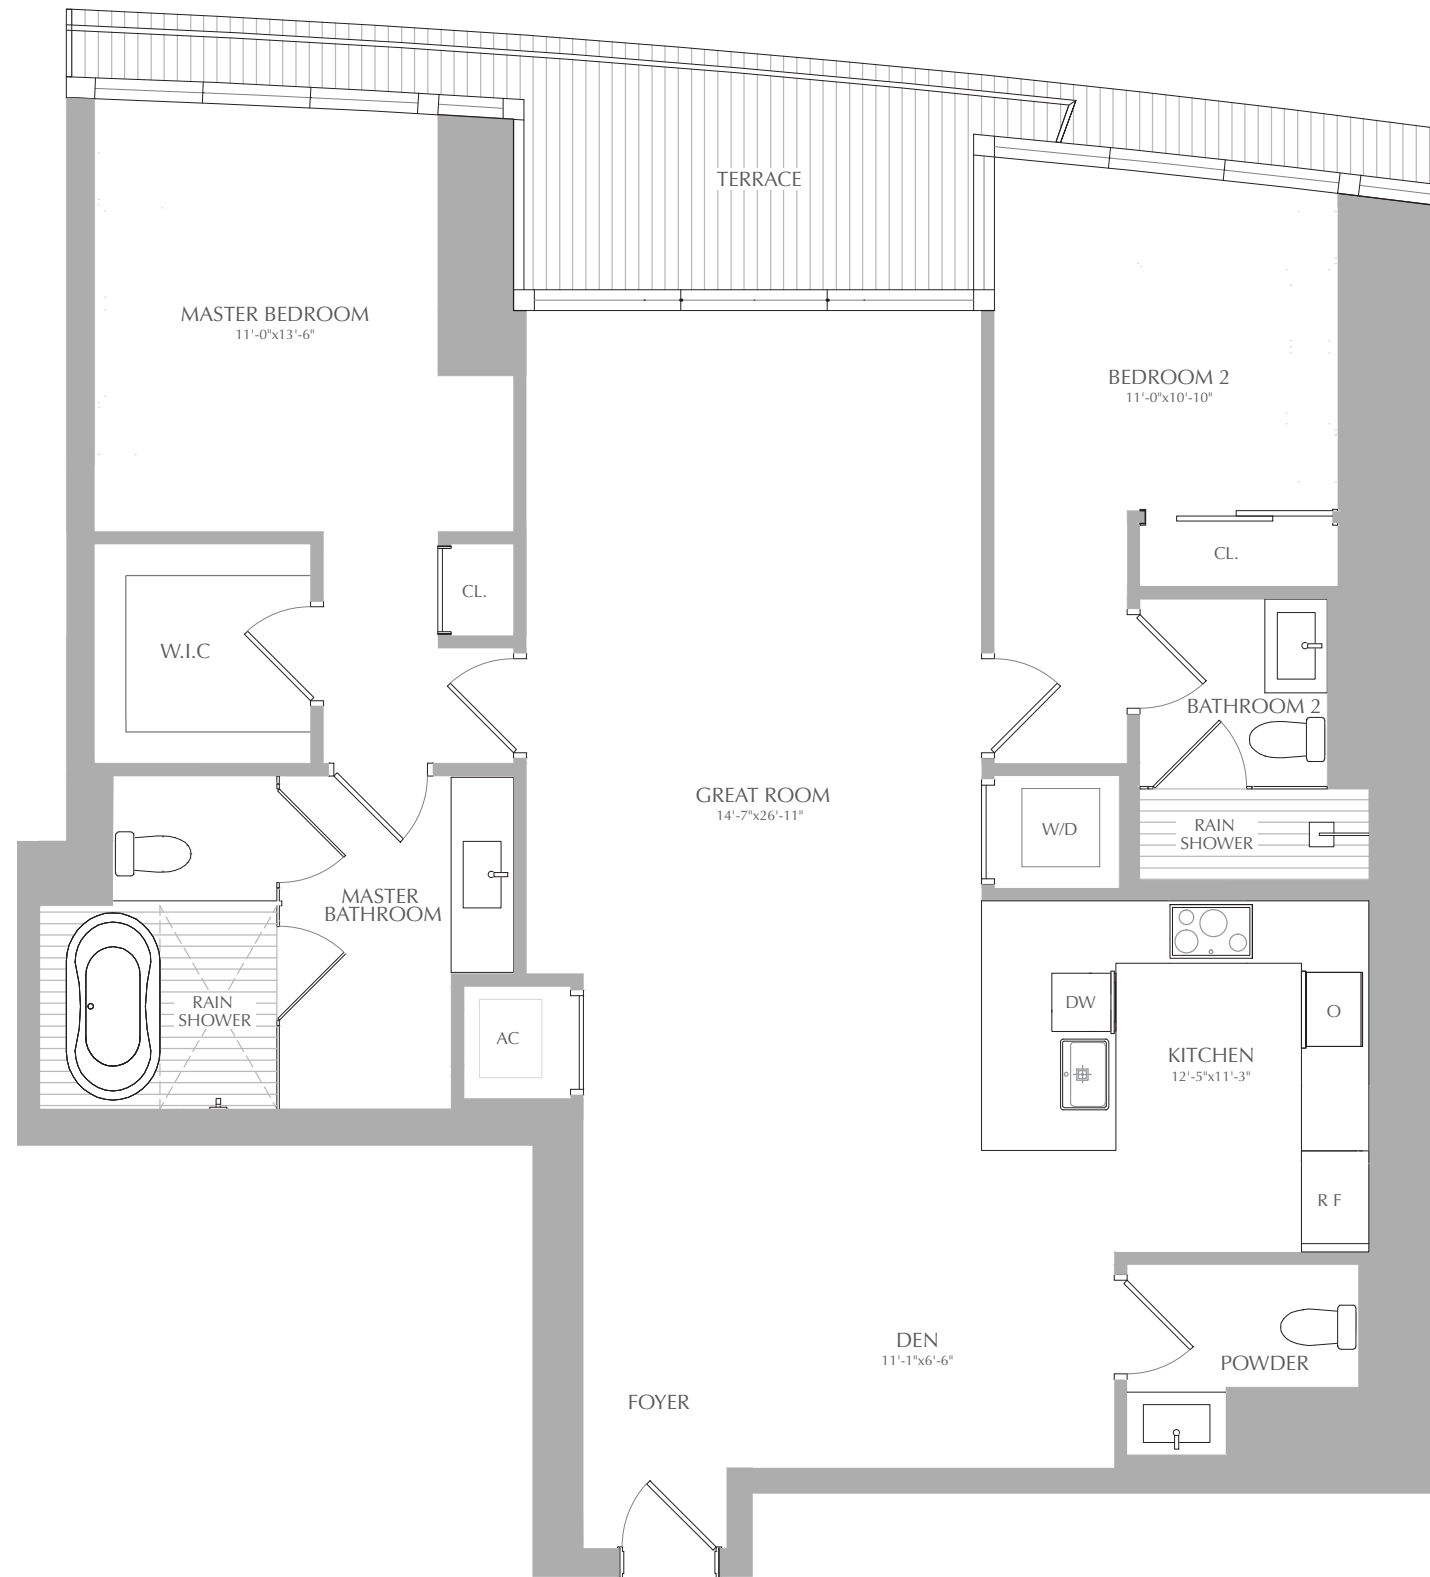 TERRACE
MASTER BEDROOM
11'-0"x13'-6"
BEDROOM 2
11'-0"x10'-10"
CL.
CL.
W.I.C
BATHROOM 2
GREAT ROOM
14'-7"x26'-11"
W/D
RAIN
SHOWER
MASTER
BATHROOM
RAIN
SHOWER
AC
DW
O
KITCHEN
12'-5"x11'-3"
R F
DEN
11'-1"x6'-6"
POWDER
FOYER